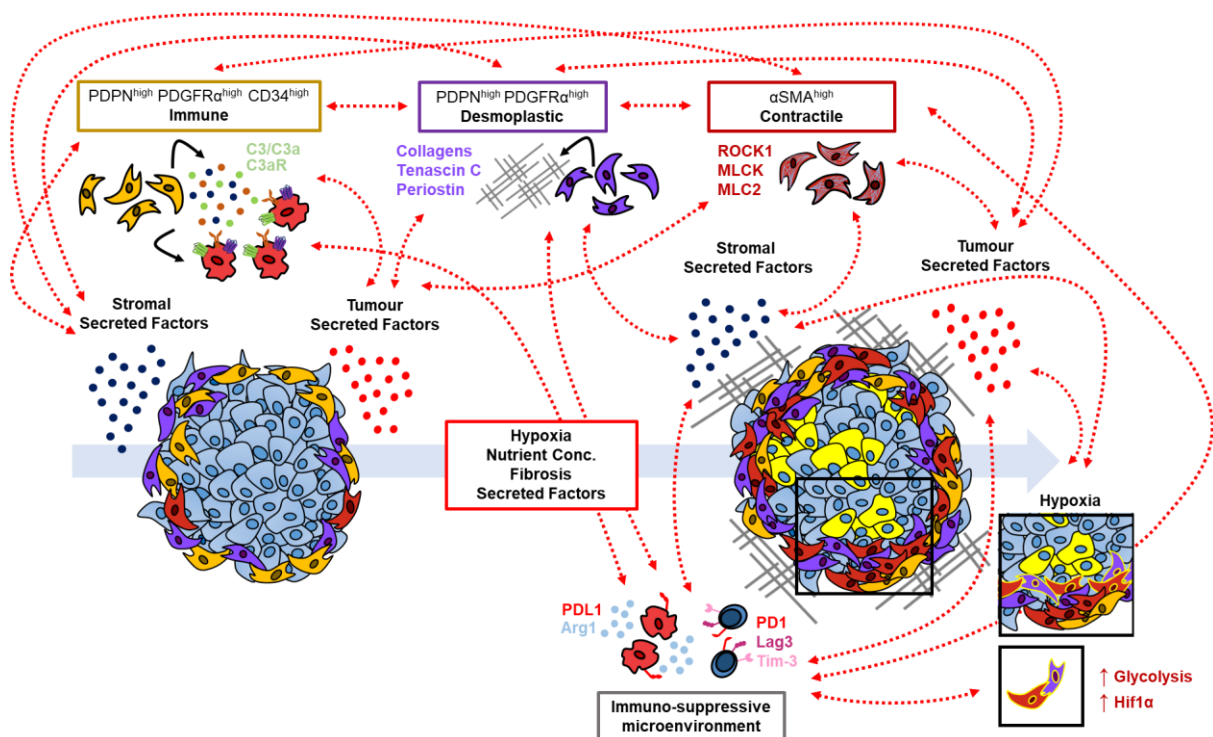 PDPNhigh PDGFRαhigh CD34high
Immune
PDPNhigh PDGFRαhigh
Desmoplastic
αSMAhigh
Contractile
C3/C3a
C3aR
Collagens
Tenascin C
Periostin
ROCK1
MLCK
MLC2
Stromal
Secreted Factors
Tumour
Secreted Factors
Stromal
Secreted Factors
Tumour
Secreted Factors
Hypoxia
Nutrient Conc.
Fibrosis
Secreted Factors
Hypoxia
PDL1
Arg1
PD1
Lag3
Tim-3
Immuno-suppressive
microenvironment
↑ Glycolysis
↑ Hif1α